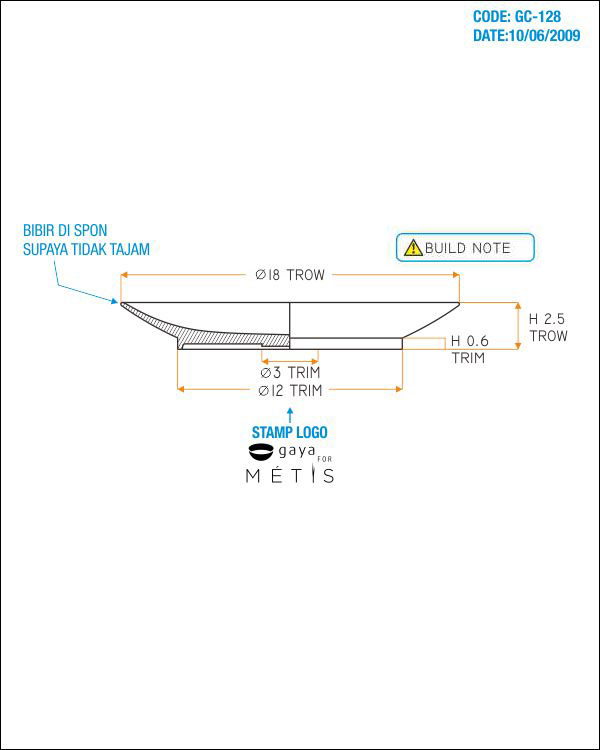 CODE: GC-128
DATE:10/06/2009
BIBIR DI SPON
SUPAYA TIDAK TAJAM
BUILD NOTE
Ø18 TROW
H 2.5
TROW
H 0.6
TRIM
Ø3 TRIM
Ø12 TRIM
STAMP LOGO
gaya
FOR
MÉTIS